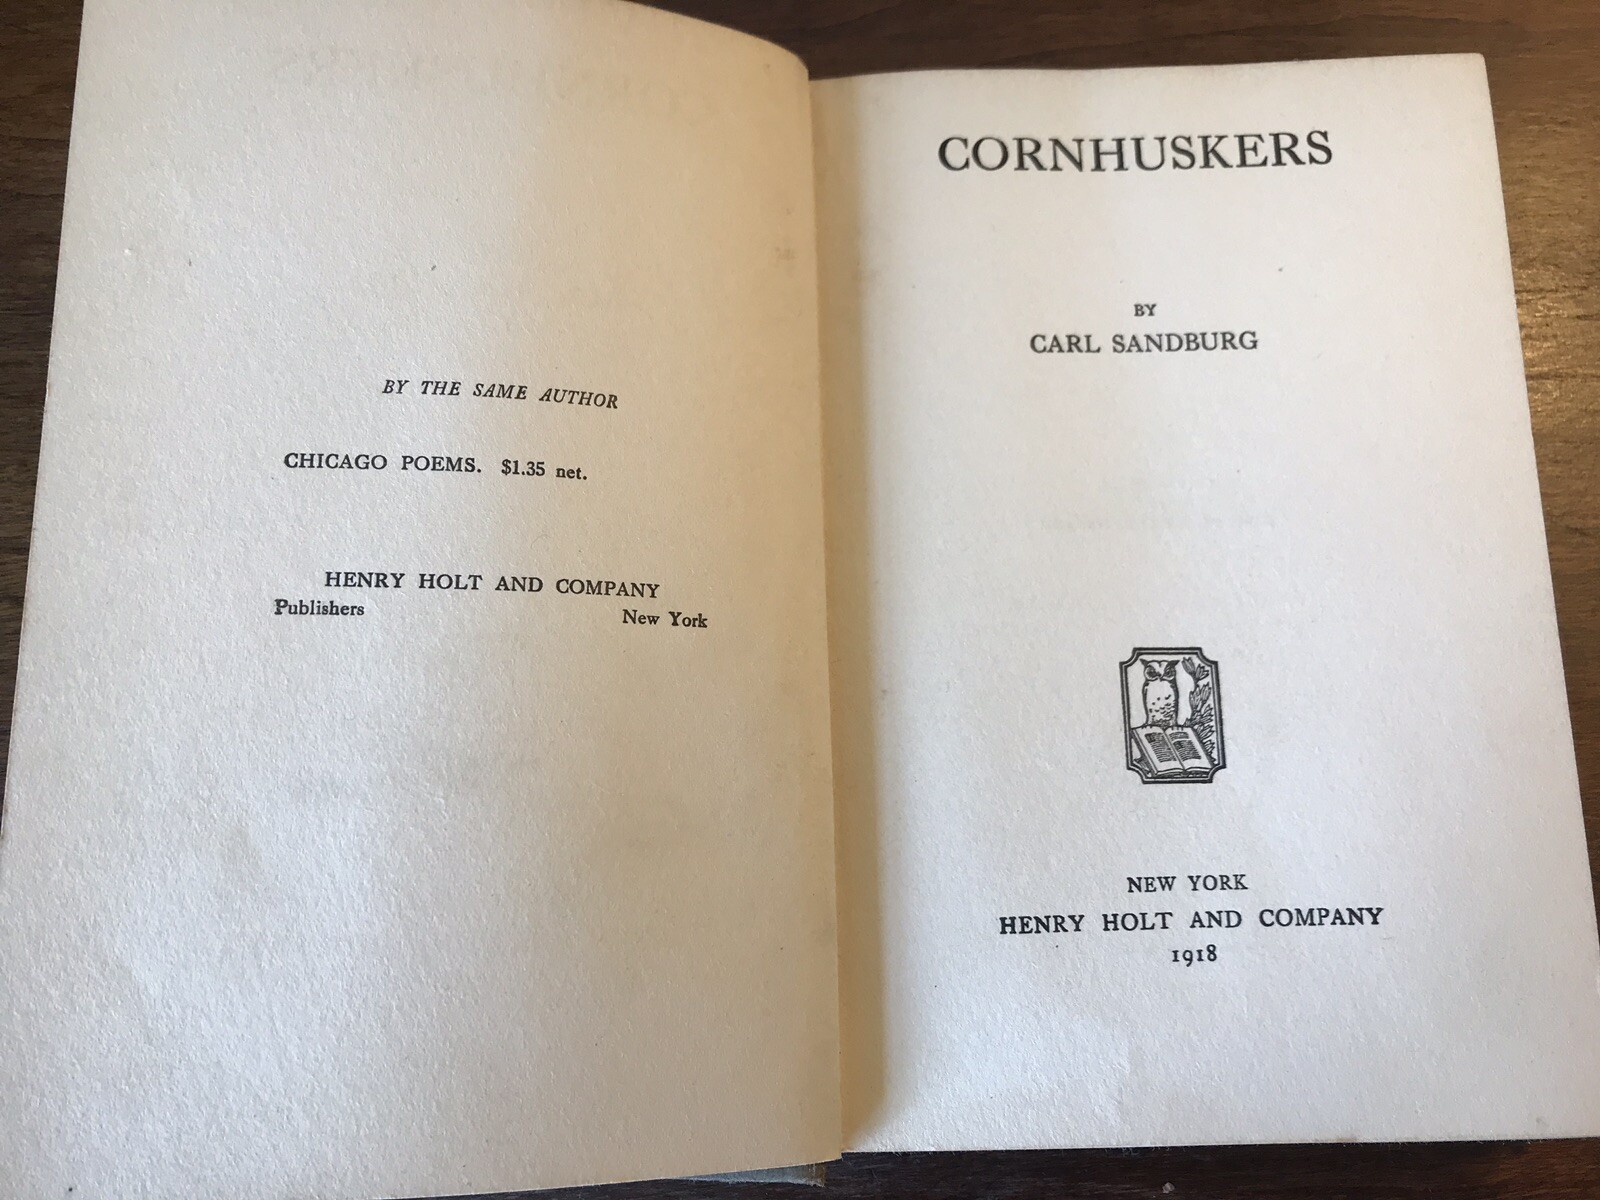 BY THE SAME AUTHOR
CHICAGO POEMS. $1.35 net.
HENRY HOLT AND COMPANY
Publishers New York
CORNHUSKERS
BY
CARL SANDBURG
NEW YORK
HENRY HOLT AND COMPANY
1918